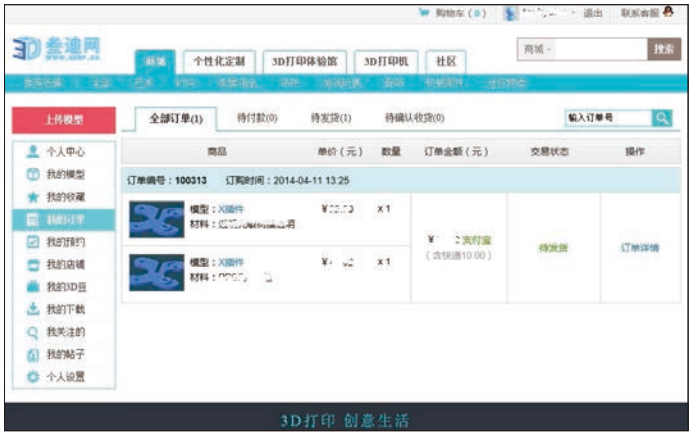 购物车 ( 0 ) 退出 联系客服
3D 叁迪网
商城 个性化定制 3D打印体验馆 3D打印机 社区 商城 搜索
上传模型
全部订单(1) 待付款(0) 待发货(1) 待确认收货(0) 输入订单号
商品 单价（元） 数量 订单金额（元） 交易状态 操作
订单编号：100313 订购时间：2014-04-11 13:25
模型：X插件 ¥ x 1
材料：
¥ 支付宝
（含快递10.00） 待发货 订单详情
模型：X插件 ¥ x 1
材料：
个人中心
我的模型
我的收藏
我的订单
我的预约
我的店铺
我的3D豆
我的下载
我关注的
我的帖子
个人设置
3D打印 创意生活